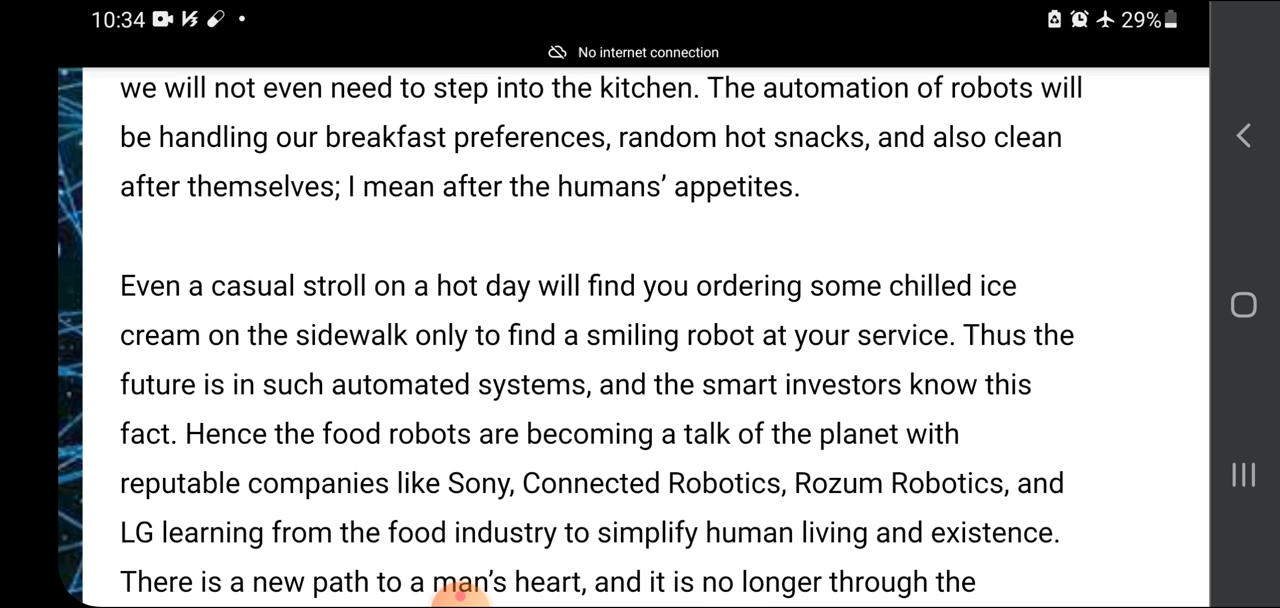 10:34
29%
No internet connection
we will not even need to step into the kitchen. The automation of robots will
be handling our breakfast preferences, random hot snacks, and also clean
after themselves; I mean after the humans’ appetites.
Even a casual stroll on a hot day will find you ordering some chilled ice
cream on the sidewalk only to find a smiling robot at your service. Thus the
future is in such automated systems, and the smart investors know this
fact. Hence the food robots are becoming a talk of the planet with
reputable companies like Sony, Connected Robotics, Rozum Robotics, and
LG learning from the food industry to simplify human living and existence.
There is a new path to a man’s heart, and it is no longer through the